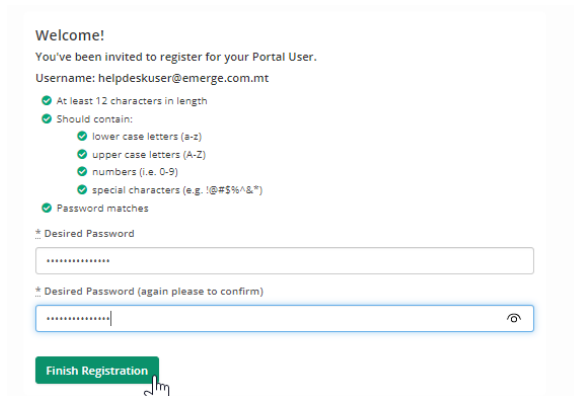 Welcome!
You've been invited to register for your Portal User.
Username: helpdeskuser@emerge.com.mt
At least 12 characters in length
Should contain:
lower case letters (a-z)
upper case letters (A-Z)
numbers (i.e. 0-9)
special characters (e.g. !@#$%^&*)
Password matches
* Desired Password
* Desired Password (again please to confirm)
Finish Registration